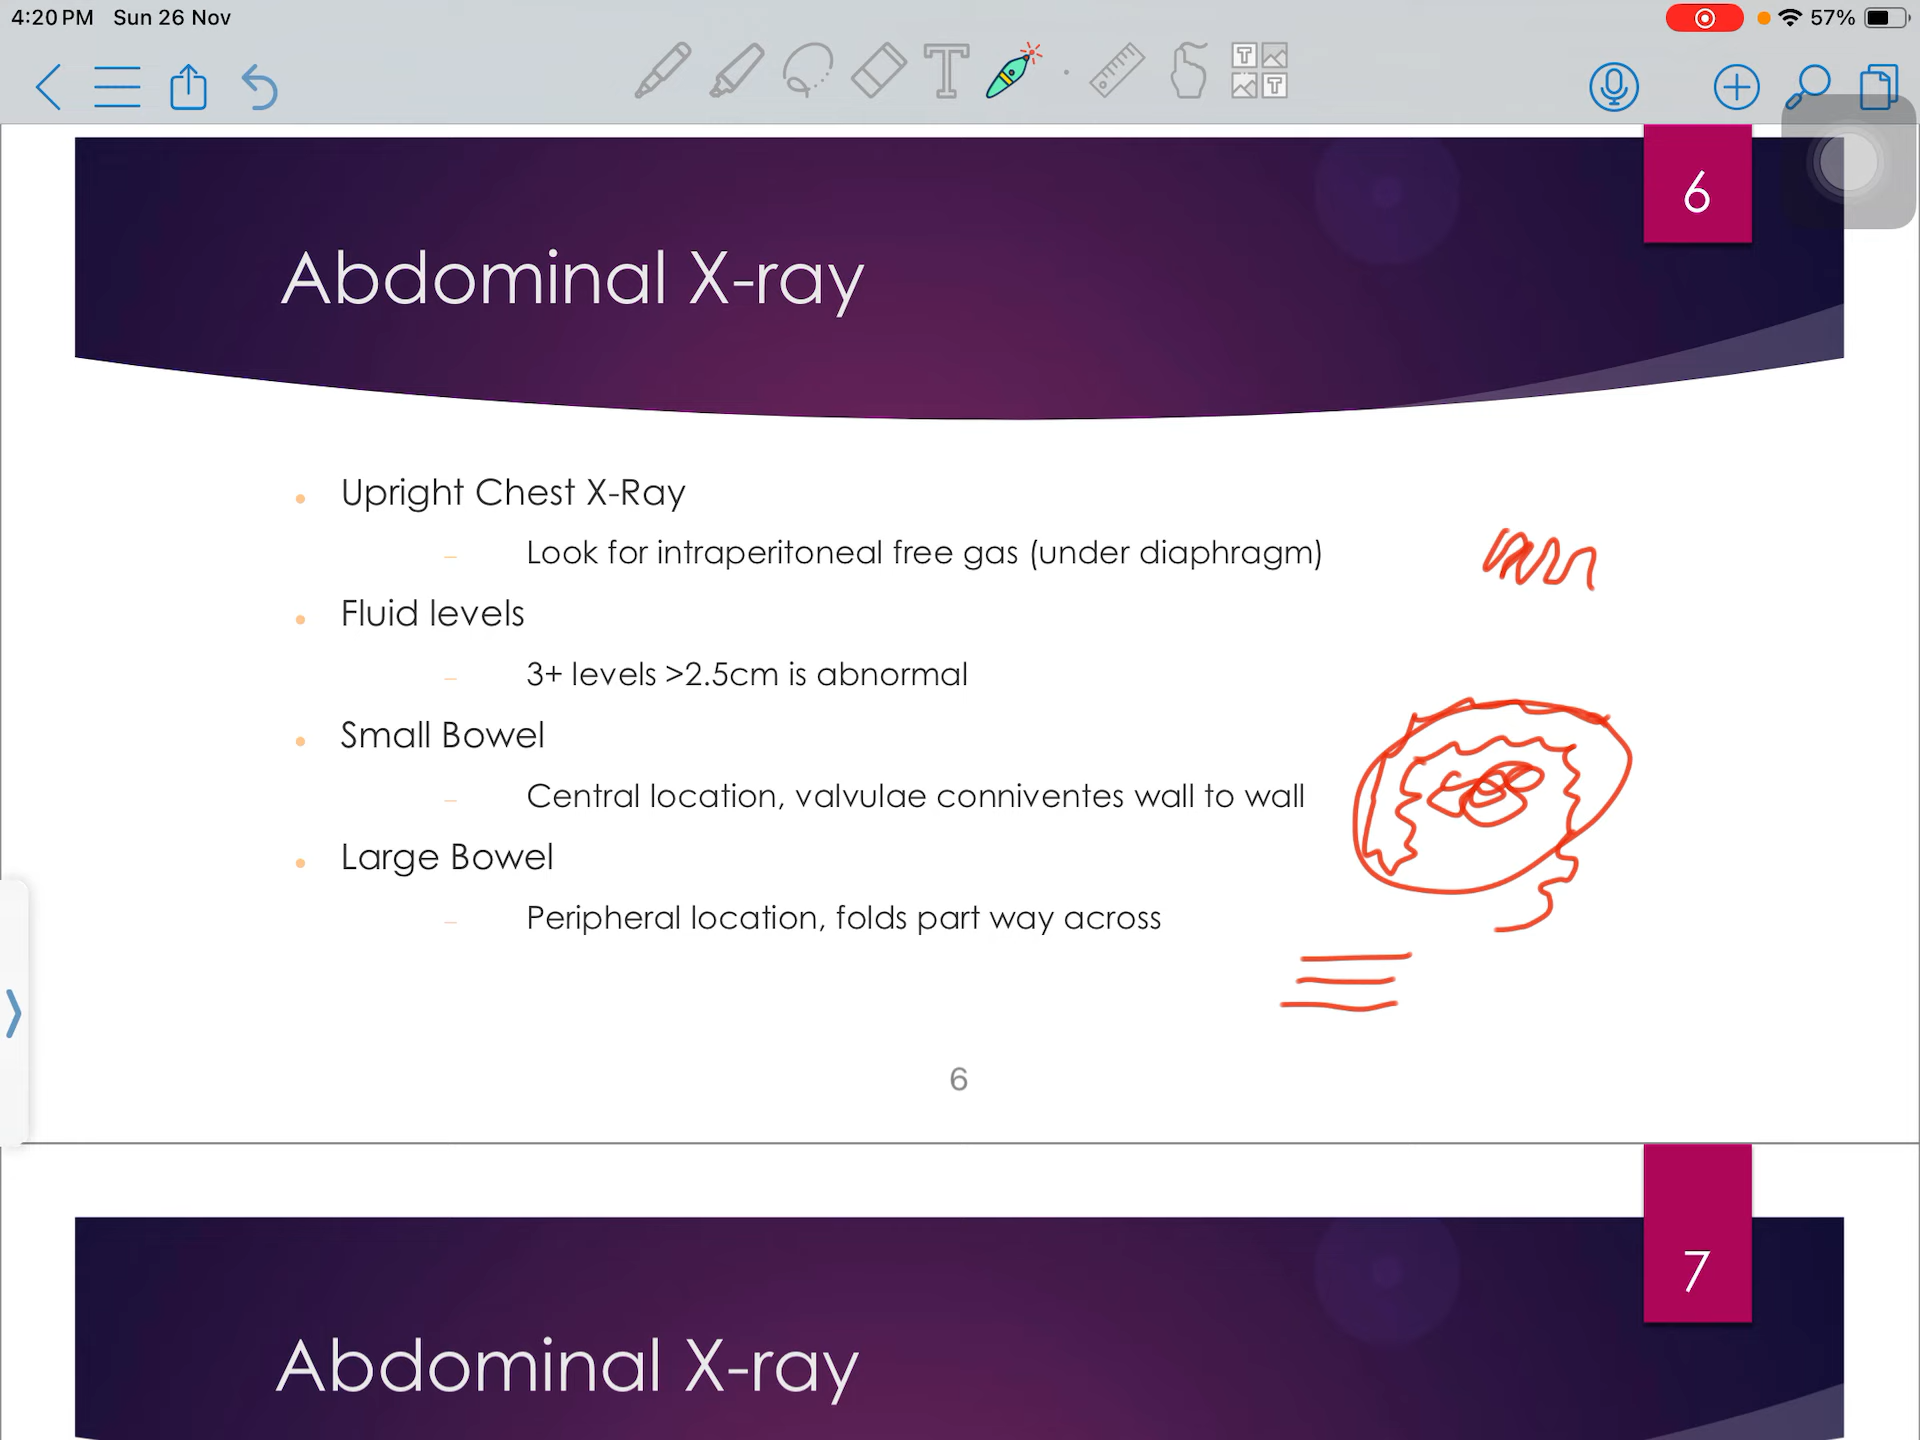 4:20 PM Sun 26 Nov
57%
6
Abdominal X-ray
Upright Chest X-Ray
Look for intraperitoneal free gas (under diaphragm)
Fluid levels
3+ levels >2.5cm is abnormal
Small Bowel
Central location, valvulae conniventes wall to wall
Large Bowel
Peripheral location, folds part way across
6
7
Abdominal X-ray